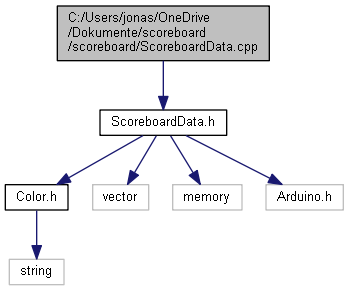 C:/Users/jonas/OneDrive
/Dokumente/scoreboard
/scoreboard/ScoreboardData.cpp
ScoreboardData.h
Color.h
vector
memory
Arduino.h
string